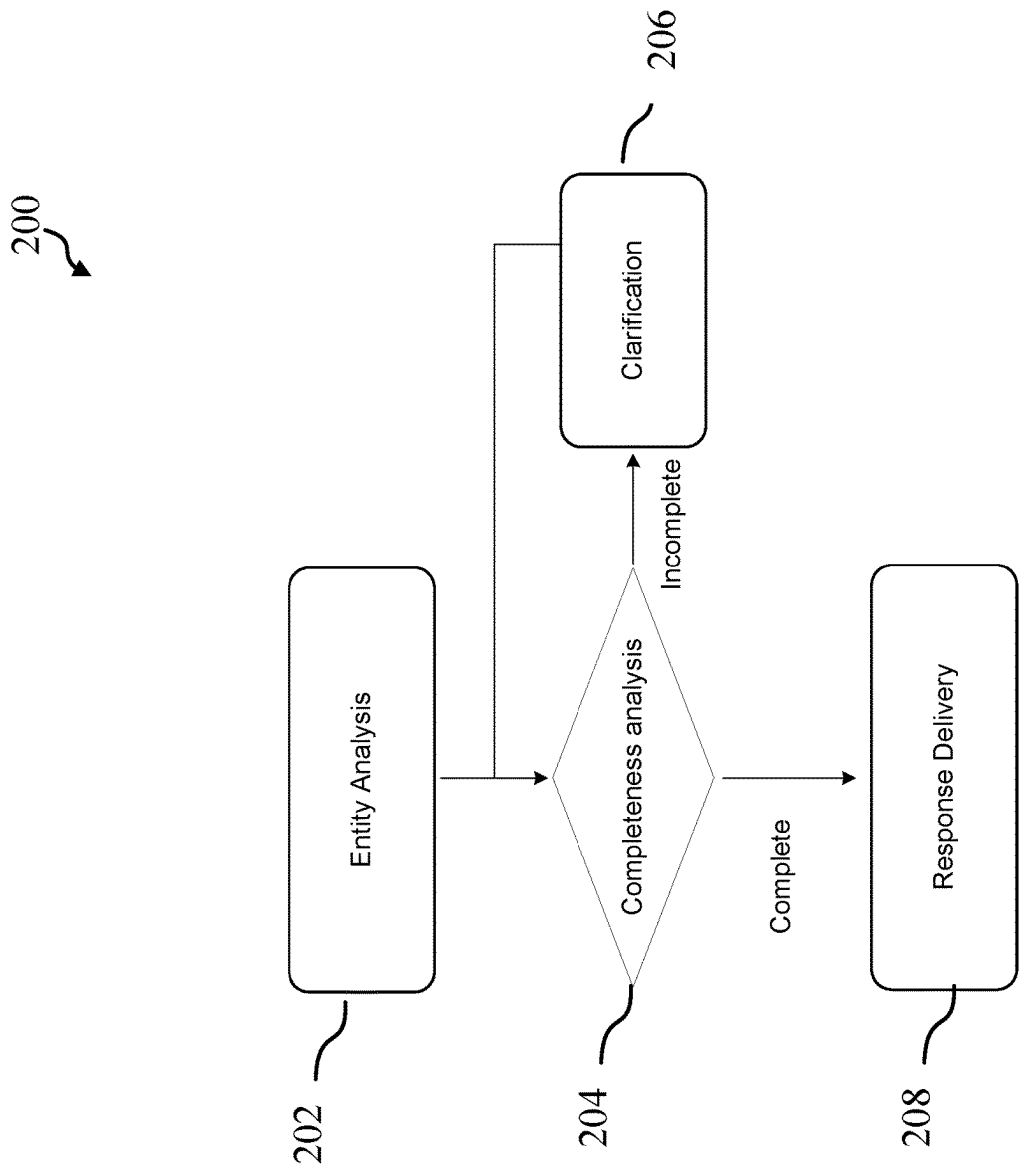 200
202
Entity Analysis
204
Completeness analysis
Incomplete
206
Clarification
Complete
208
Response Delivery